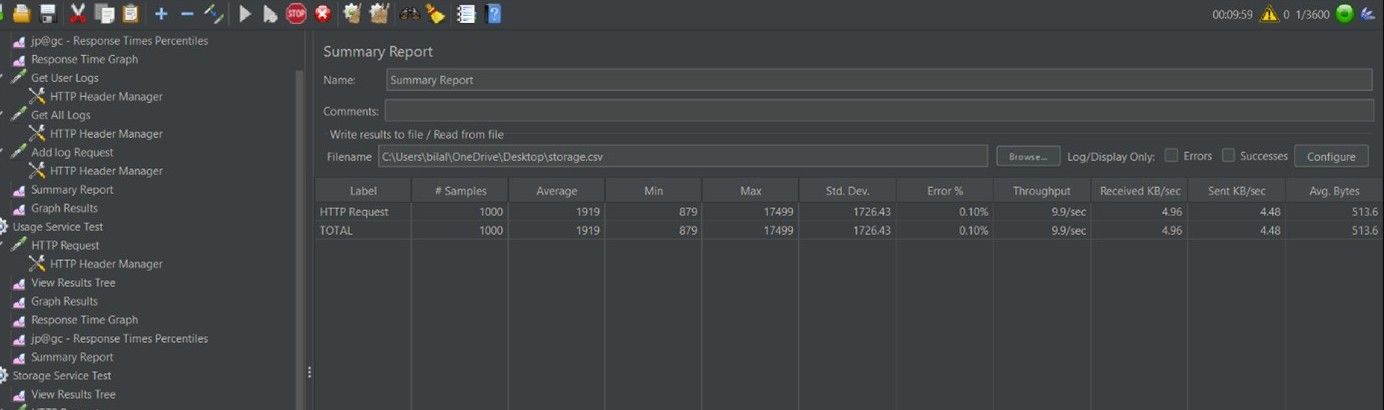 00:09:59 0 1/3600
jp@gc - Response Times Percentiles
Response Time Graph
Get User Logs
HTTP Header Manager
Get All Logs
HTTP Header Manager
Add log Request
HTTP Header Manager
Summary Report
Graph Results
Usage Service Test
HTTP Request
HTTP Header Manager
View Results Tree
Graph Results
Response Time Graph
jp@gc - Response Times Percentiles
Summary Report
Storage Service Test
View Results Tree
Summary Report
Name: Summary Report
Comments:
Write results to file / Read from file
Filename C:\Users\bilal\OneDrive\Desktop\storage.csv Browse... Log/Display Only: Errors Successes Configure
Label # Samples Average Min Max Std. Dev. Error % Throughput Received KB/sec Sent KB/sec Avg. Bytes
HTTP Request 1000 1919 879 17499 1726.43 0.10% 9.9/sec 4.96 4.48 513.6
TOTAL 1000 1919 879 17499 1726.43 0.10% 9.9/sec 4.96 4.48 513.6